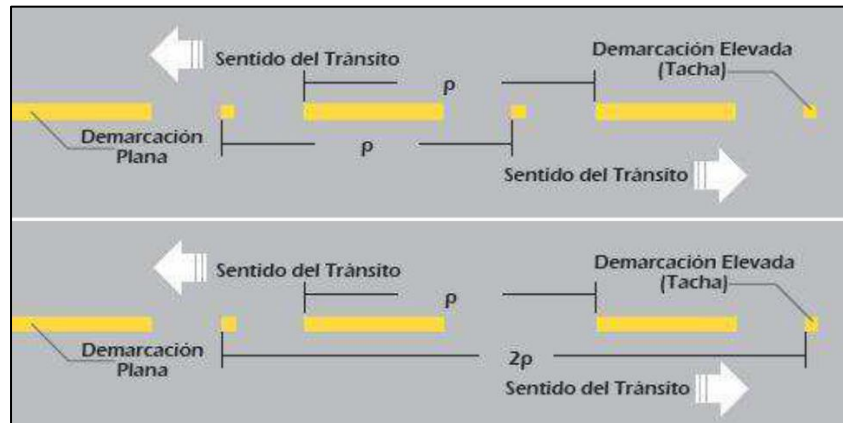 Sentido del Tránsito
Demarcación Elevada
(Tacha)
ρ
Demarcación
Plana
ρ
Sentido del Tránsito
Sentido del Tránsito
Demarcación Elevada
(Tacha)
ρ
Demarcación
Plana
2ρ
Sentido del Tránsito